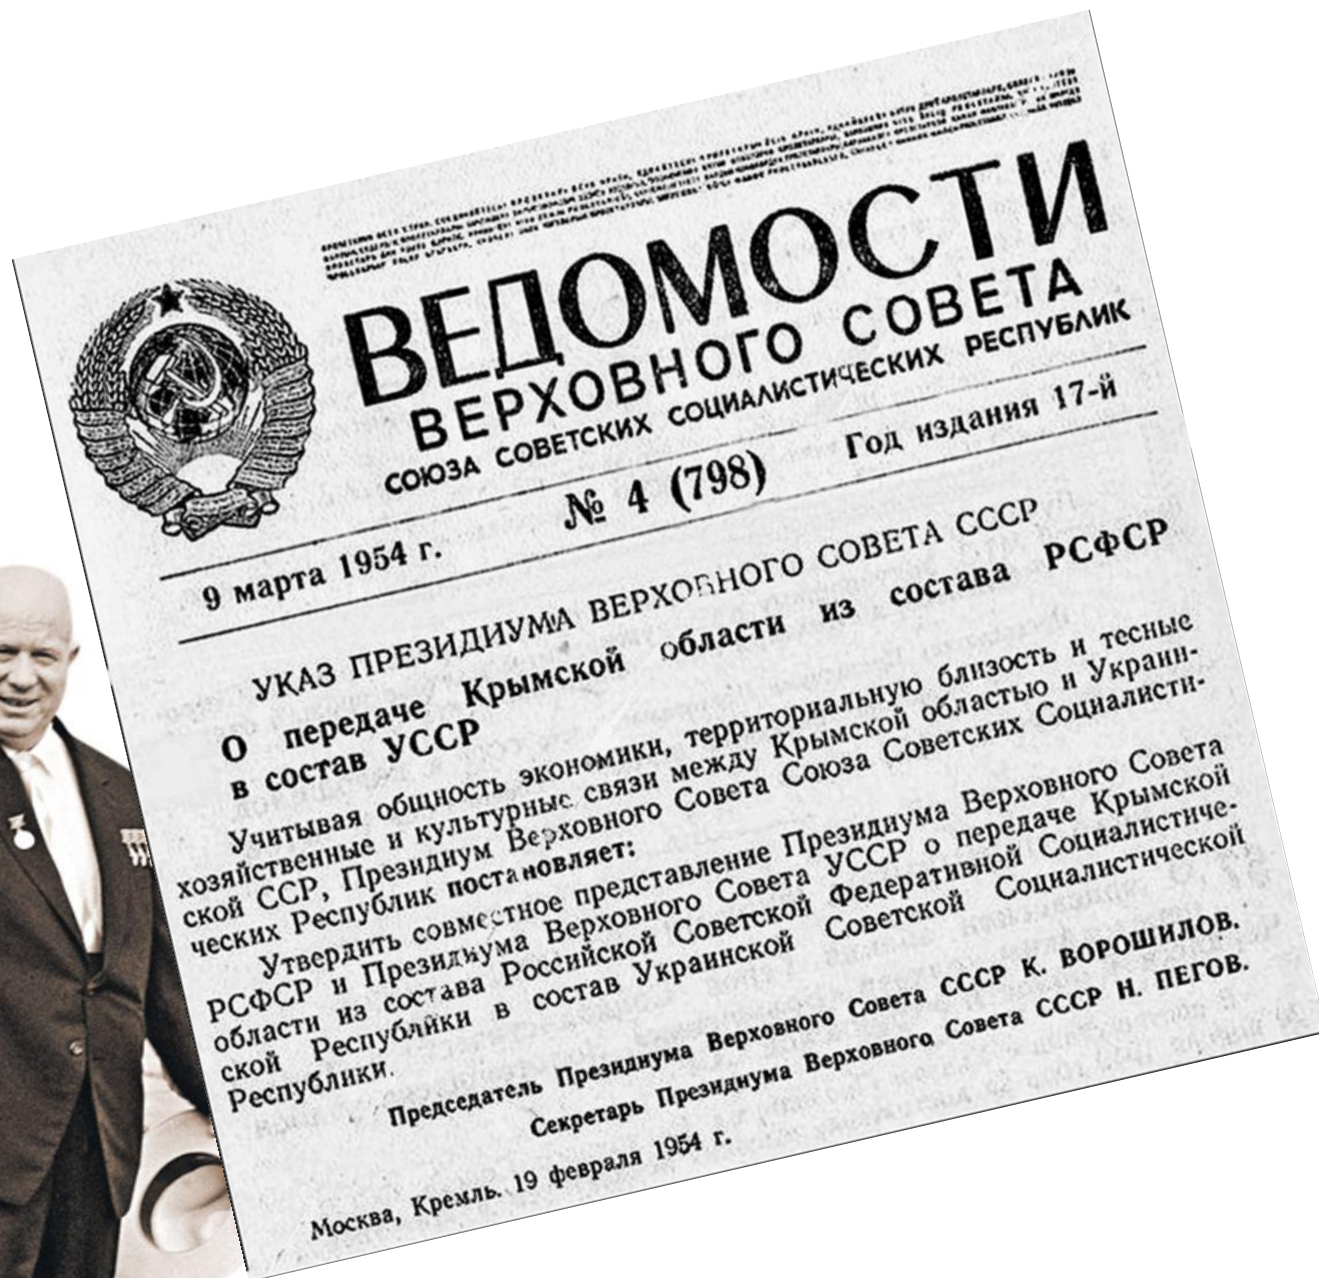 ВЕДОМОСТИ
ВЕРХОВНОГО СОВЕТА
СОЮЗА СОВЕТСКИХ СОЦИАЛИСТИЧЕСКИХ РЕСПУБЛИК
9 марта 1954 г. № 4 (798) Год издания 17-й
УКАЗ ПРЕЗИДИУМА ВЕРХОВНОГО СОВЕТА СССР
О передаче Крымской области из состава РСФСР
в состав УССР
Учитывая общность экономики, территориальную близость и тесные
хозяйственные и культурные связи между Крымской областью и Украин-
ской ССР, Президиум Верховного Совета Союза Советских Социалисти-
ческих Республик постановляет:
Утвердить совместное представление Президиума Верховного Совета
РСФСР и Президиума Верховного Совета УССР о передаче Крымской
области из состава Российской Советской Федеративной Социалистиче-
ской Республики в состав Украинской Советской Социалистической
Республики.
Председатель Президиума Верховного Совета СССР К. ВОРОШИЛОВ.
Секретарь Президиума Верховного Совета СССР Н. ПЕГОВ.
Москва, Кремль. 19 февраля 1954 г.